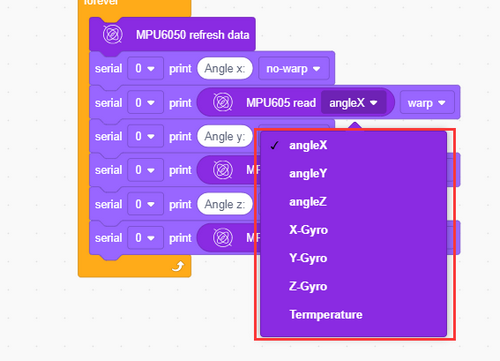 forever
MPU6050 refresh data
serial 0 print Angle x: no-warp
serial 0 print MPU605 read angleX warp
serial 0 print Angle y:
serial 0 print
serial 0 print Angle z:
serial 0 print
angleX
angleY
angleZ
X-Gyro
Y-Gyro
Z-Gyro
Termperature